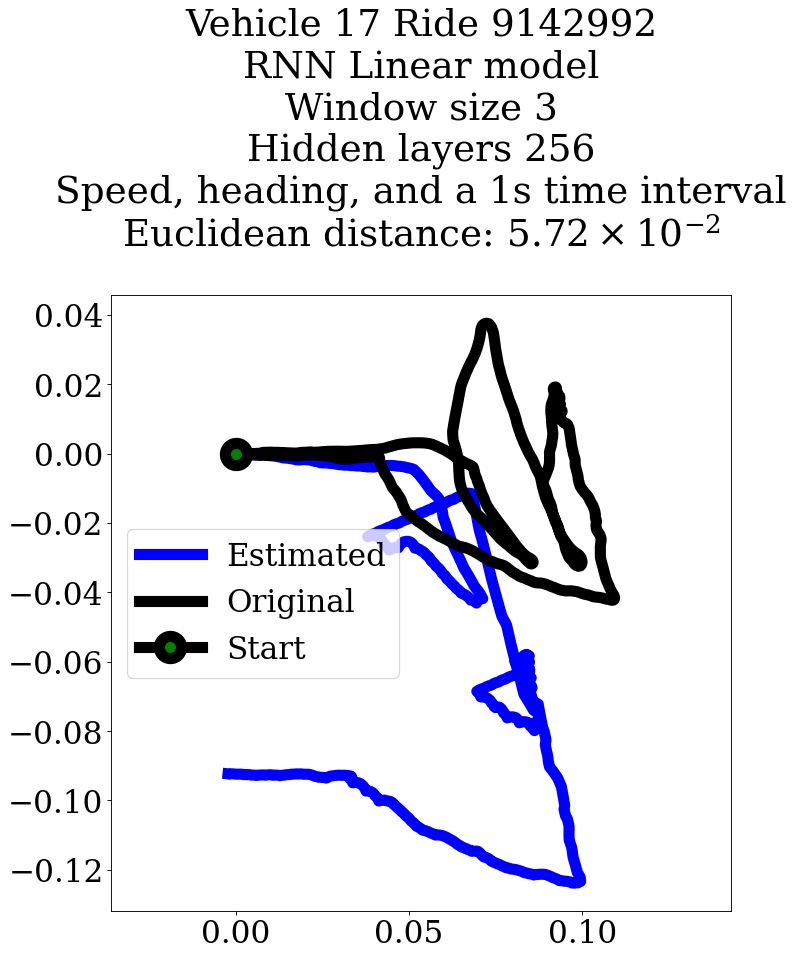 Vehicle 17 Ride 9142992
RNN Linear model
Window size 3
Hidden layers 256
Speed, heading, and a 1s time interval
Euclidean distance: 5.72 × 10⁻²
0.04
0.02
0.00
−0.02
−0.04
−0.06
−0.08
−0.10
−0.12
Estimated
Original
Start
0.00 0.05 0.10